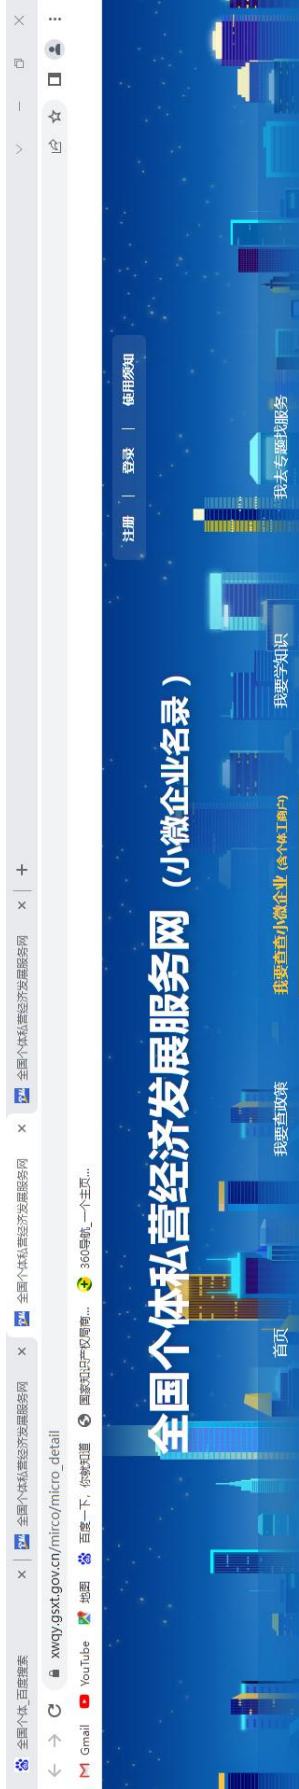 全国个体_百度搜索
全国个体私营经济发展服务网
全国个体私营经济发展服务网
全国个体私营经济发展服务网
xwqy.gsxt.gov.cn/mirco/micro_detail
Gmail
YouTube
地图
百度一下，你就知道
国家知识产权局商...
360导航_一个主页...
注册 | 登录 | 使用须知
全国个体私营经济发展服务网（小微企业名录）
首页
我要查政策
我要查查小微企业 (含个体工商户)
我要学知识
我去专题找服务